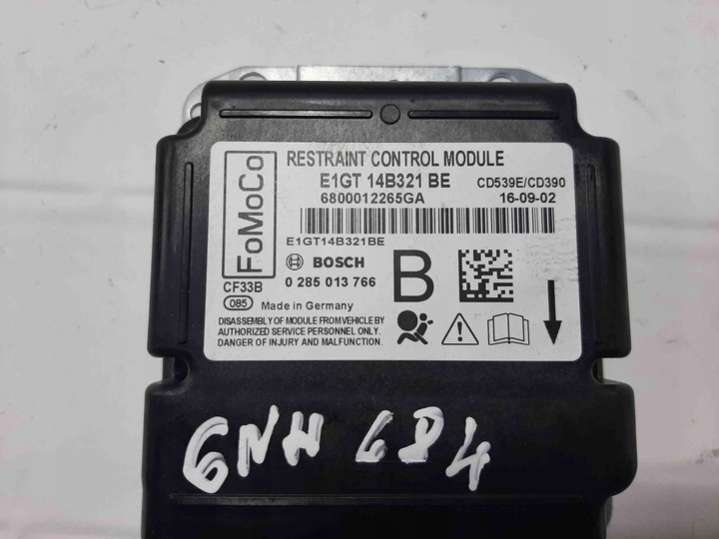 FoMoCo
RESTRAINT CONTROL MODULE
E1GT 14B321 BE CD539E/CD390
6800012265GA 16-09-02
E1GT14B321BE
BOSCH
CF33B 0 285 013 766 B
085 Made in Germany
DISASSEMBLY OF MODULE FROM VEHICLE BY
AUTHORIZED SERVICE PERSONNEL ONLY.
DANGER OF INJURY AND MALFUNCTION.
6NH 684